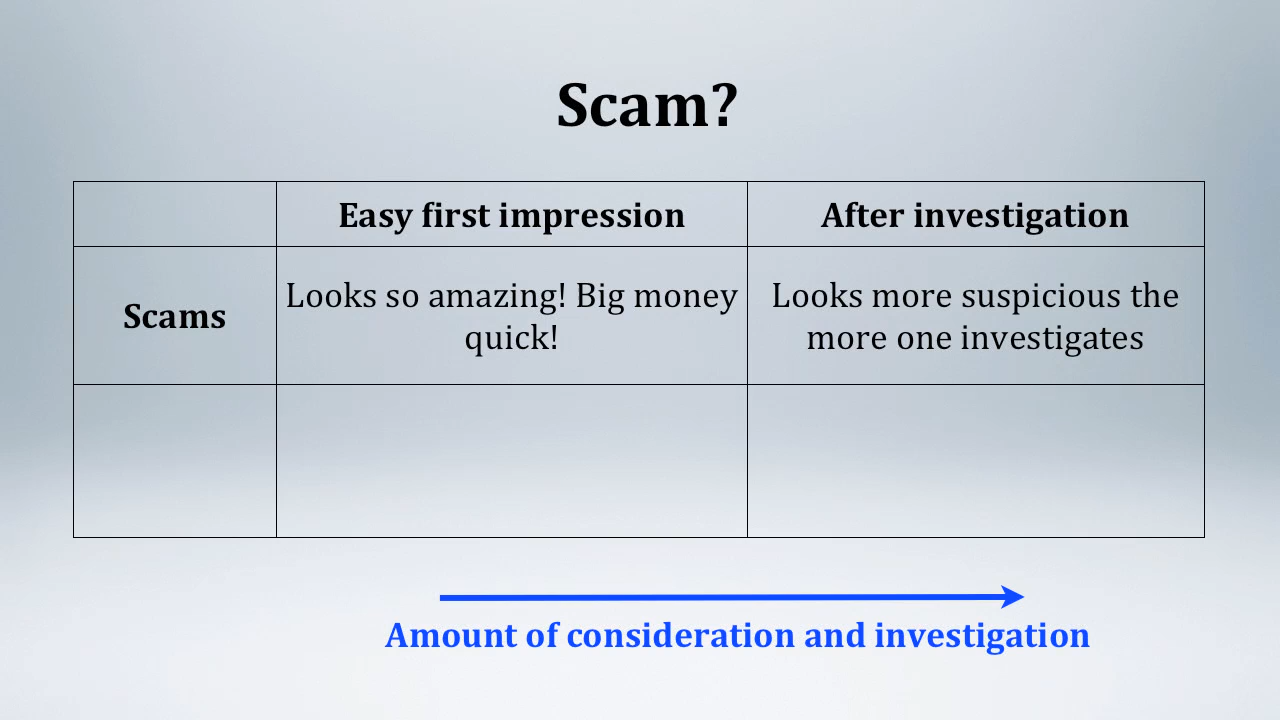 Scam?
Easy first impression
After investigation
Scams
Looks so amazing! Big money
quick!
Looks more suspicious the
more one investigates
Amount of consideration and investigation